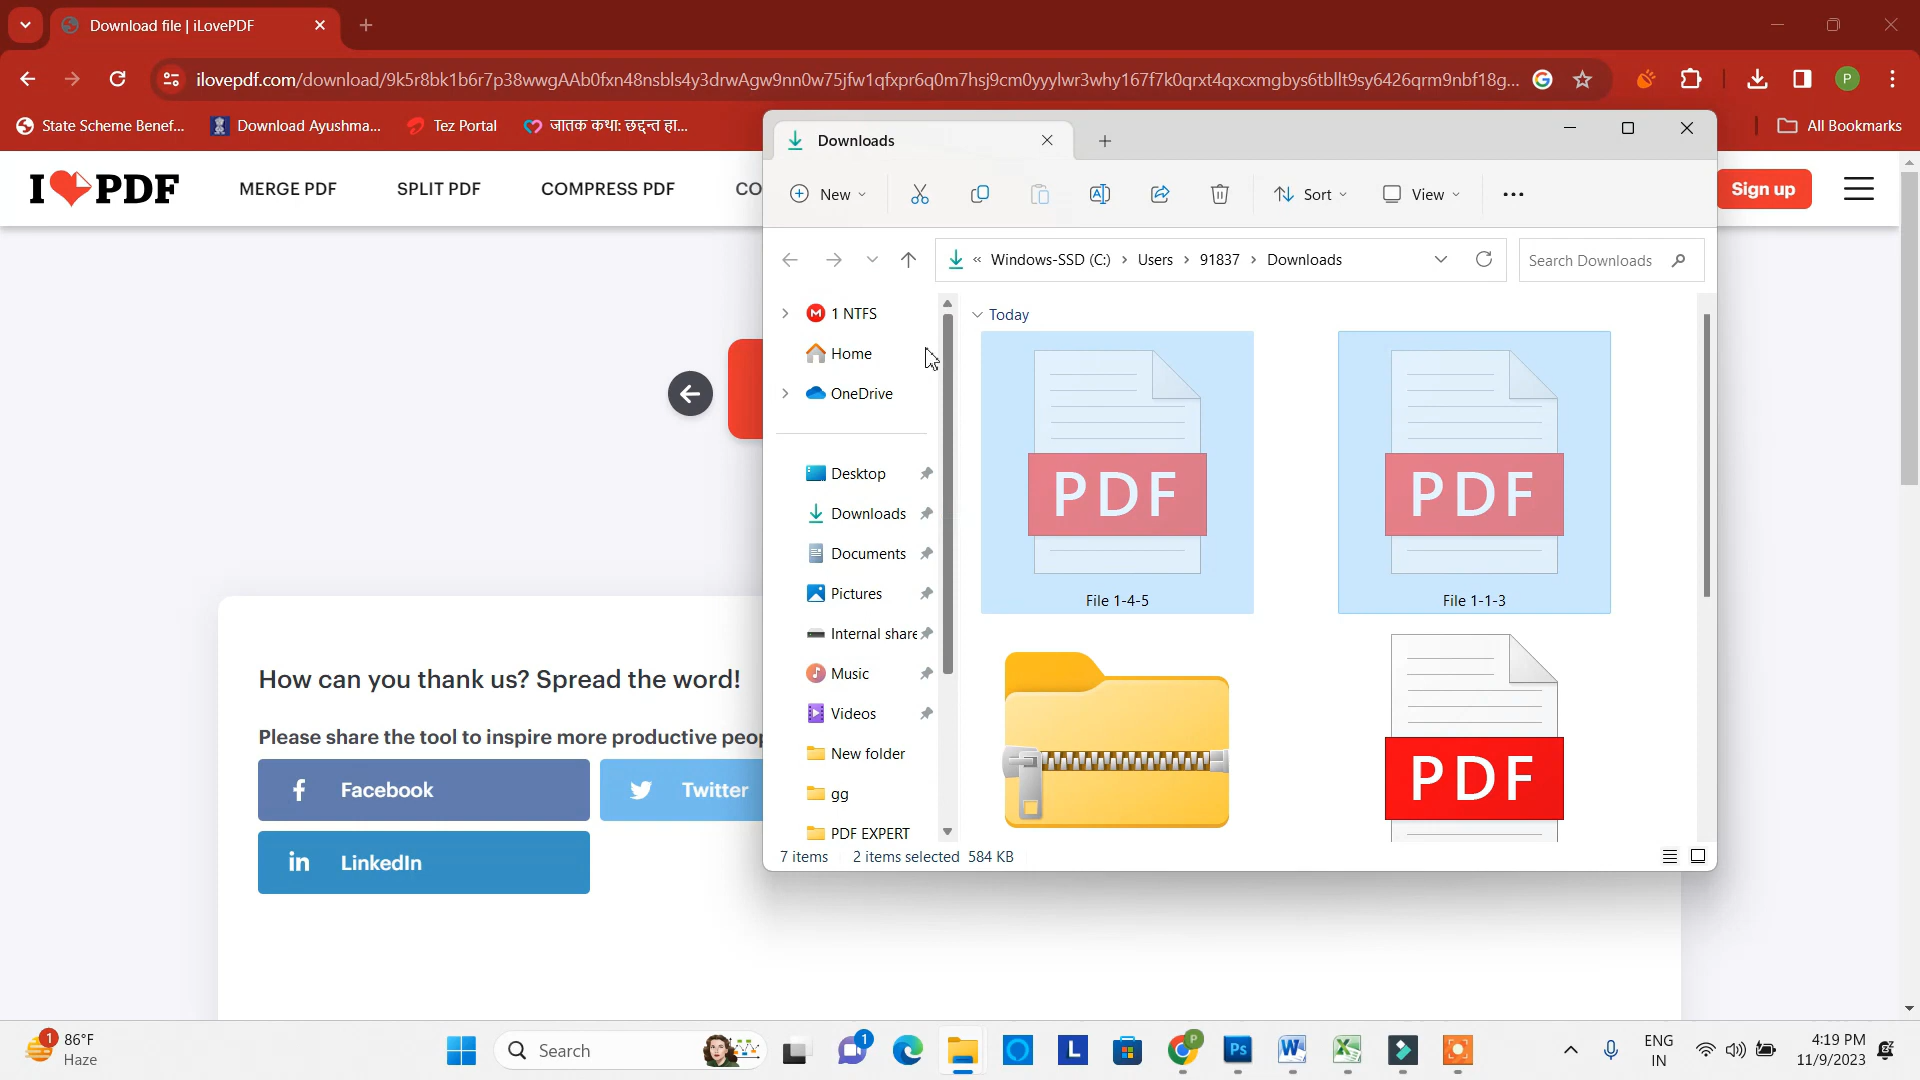 Download file | iLovePDF
ilovepdf.com/download/9k5r8bk1b6r7p38wwgAAb0fxn48nsbls4y3drwAgw9nn0w75jfw1qfxpr6q0m7hsj9cm0yyylwr3why167f7k0qrxt4qxcxmgbys6tbllt9sy6426qrm9nbf18g...
P
State Scheme Benef...
Download Ayushma...
Tez Portal
जातक कथा: छद्दन्त हा...
All Bookmarks
I PDF
MERGE PDF
SPLIT PDF
COMPRESS PDF
CO
Sign up
Downloads
New
Sort
View
« Windows-SSD (C:) › Users › 91837 › Downloads
Search Downloads
1 NTFS
Home
OneDrive
Desktop
Downloads
Documents
Pictures
Internal share
Music
Videos
New folder
gg
PDF EXPERT
Today
PDF
File 1-4-5
PDF
File 1-1-3
PDF
7 items
2 items selected 584 KB
How can you thank us? Spread the word!
Please share the tool to inspire more productive peop
Facebook
Twitter
LinkedIn
1
86°F
Haze
Search
1
L
P
Ps
ENG
IN
4:19 PM
11/9/2023